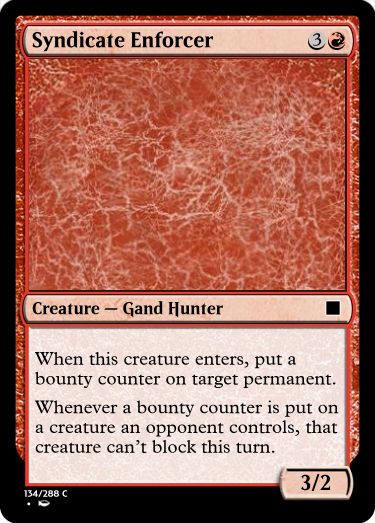 Syndicate Enforcer 3
Creature — Gand Hunter
When this creature enters, put a
bounty counter on target permanent.
Whenever a bounty counter is put on
a creature an opponent controls, that
creature can't block this turn.
3/2
134/288 C